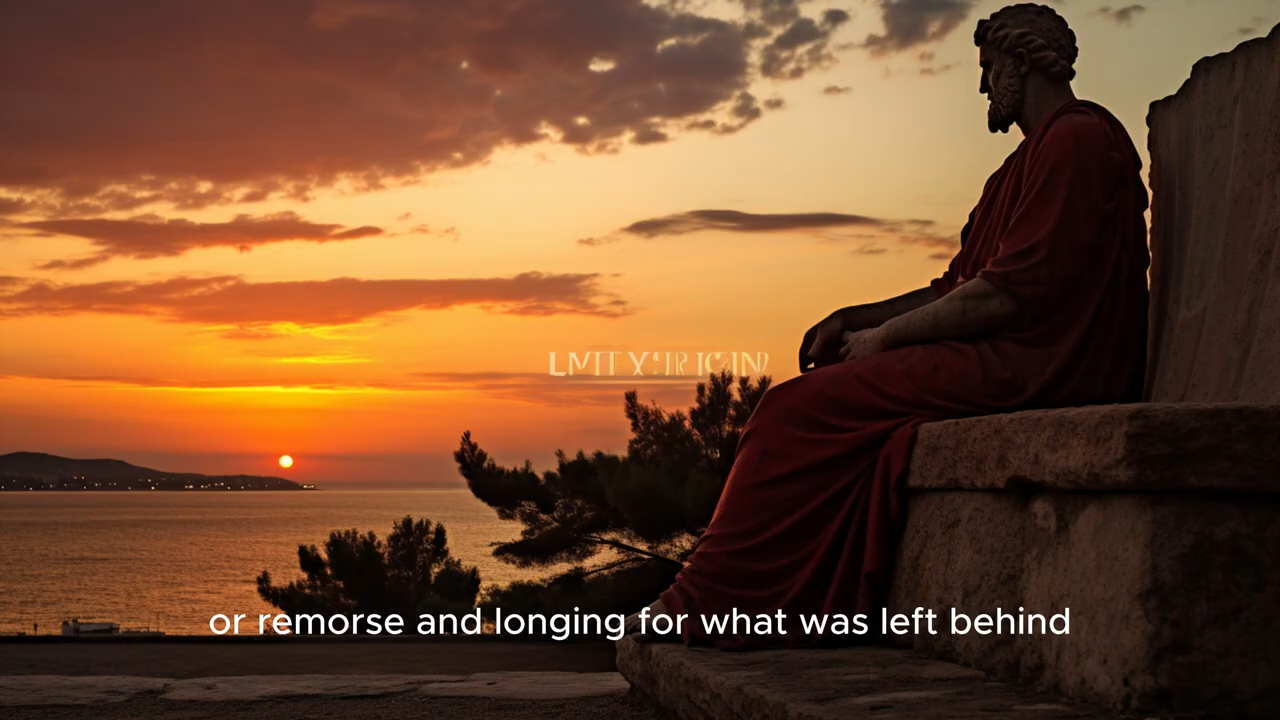 or remorse and longing for what was left behind